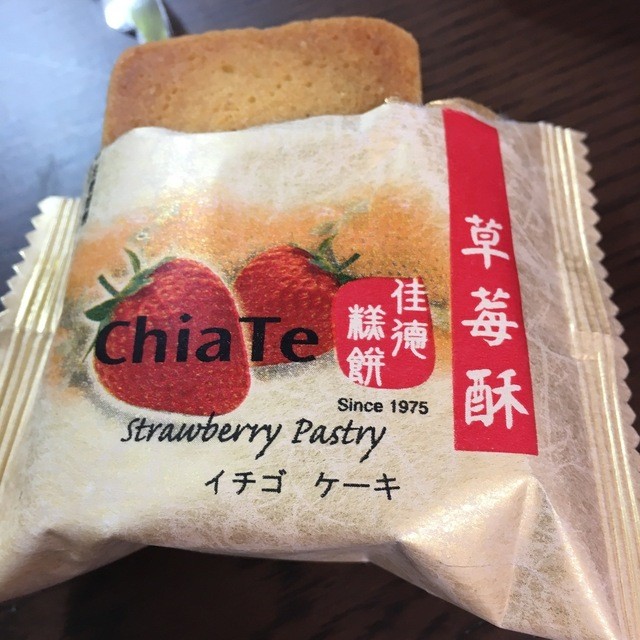 草莓酥
ChiaTe
佳德
糕餅
Since 1975
Strawberry Pastry
イチゴ ケーキ